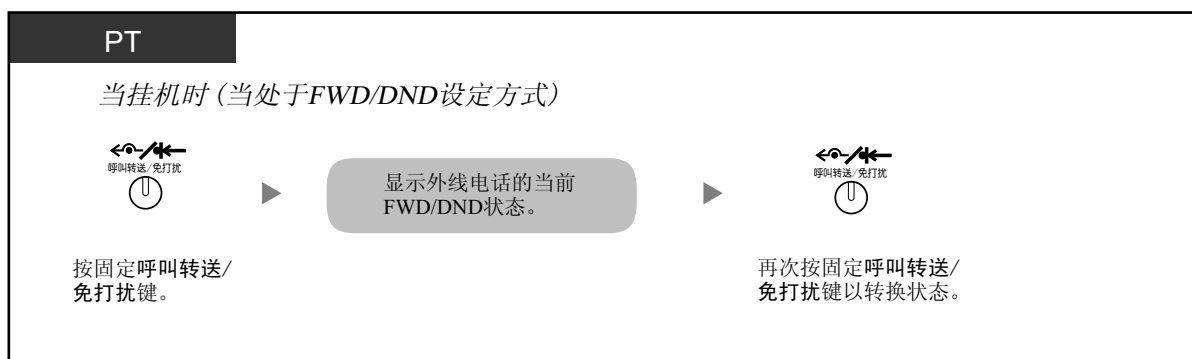 PT
当挂机时（当处于FWD/DND设定方式）
呼叫转送/免打扰
显示外线电话的当前
FWD/DND状态。
呼叫转送/免打扰
按固定呼叫转送/
免打扰键。
再次按固定呼叫转送/
免打扰键以转换状态。